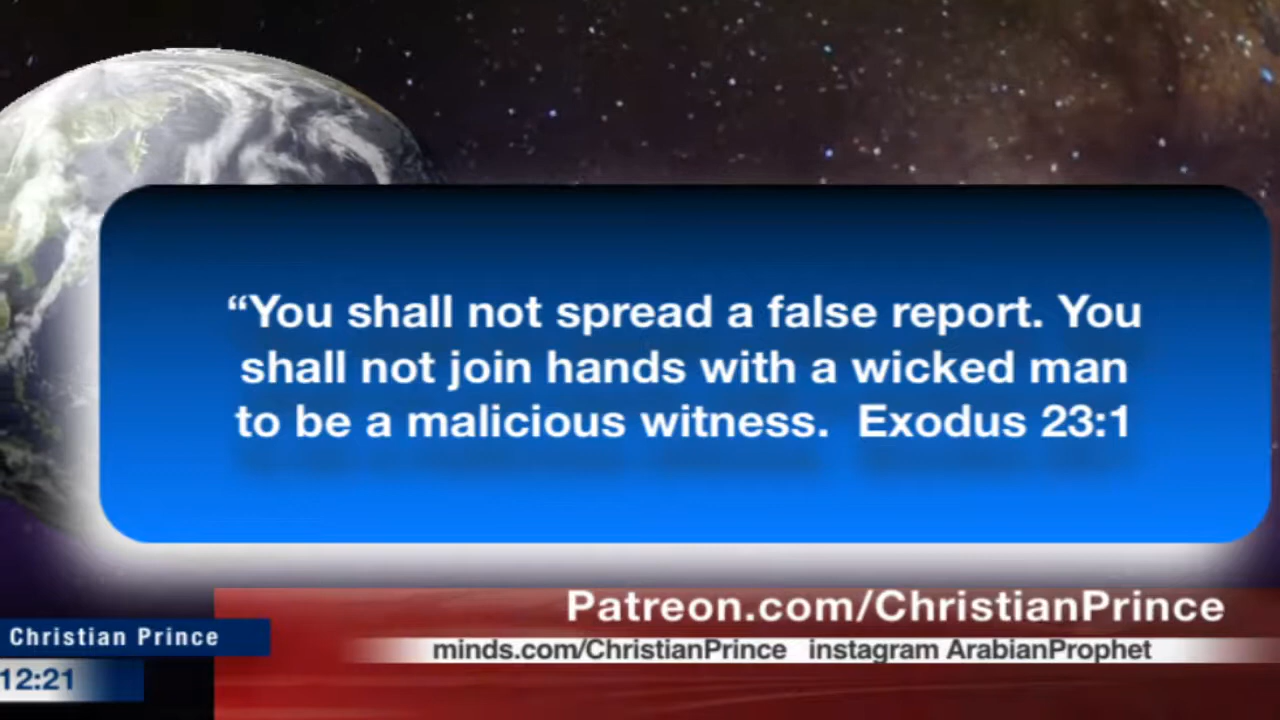 “You shall not spread a false report. You
shall not join hands with a wicked man
to be a malicious witness.  Exodus 23:1
Patreon.com/ChristianPrince
Christian Prince
minds.com/ChristianPrince   instagram ArabianProphet
12:21